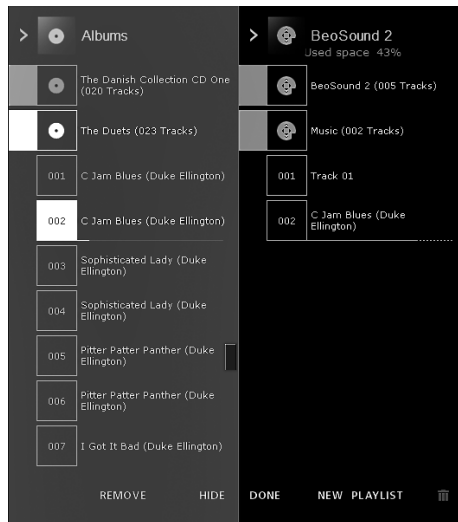 Albums
The Danish Collection CD One
(020 Tracks)
The Duets (023 Tracks)
001 C Jam Blues (Duke Ellington)
002 C Jam Blues (Duke Ellington)
003 Sophisticated Lady (Duke
Ellington)
004 Sophisticated Lady (Duke
Ellington)
005 Pitter Patter Panther (Duke
Ellington)
006 Pitter Patter Panther (Duke
Ellington)
007 I Got It Bad (Duke Ellington)
REMOVE HIDE
BeoSound 2
Used space 43%
BeoSound 2 (005 Tracks)
Music (002 Tracks)
001 Track 01
002 C Jam Blues (Duke
Ellington)
DONE NEW PLAYLIST